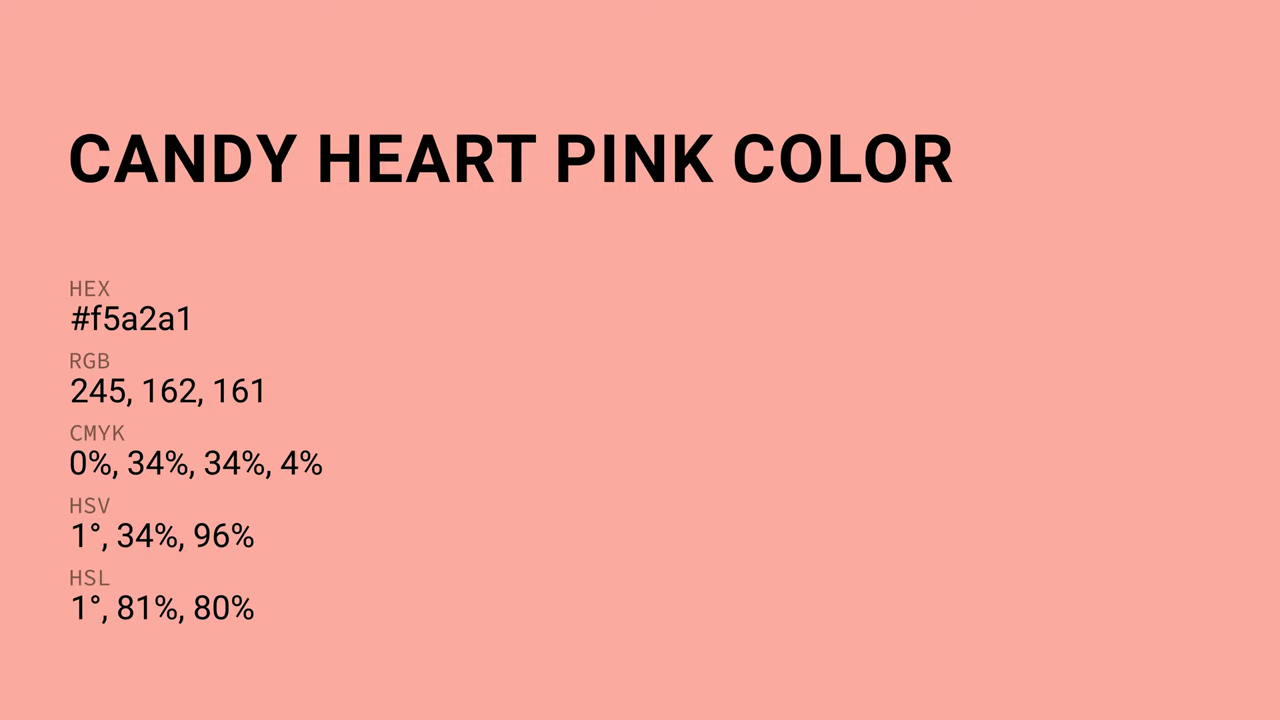 CANDY HEART PINK COLOR
HEX
#f5a2a1
RGB
245, 162, 161
CMYK
0%, 34%, 34%, 4%
HSV
1°, 34%, 96%
HSL
1°, 81%, 80%